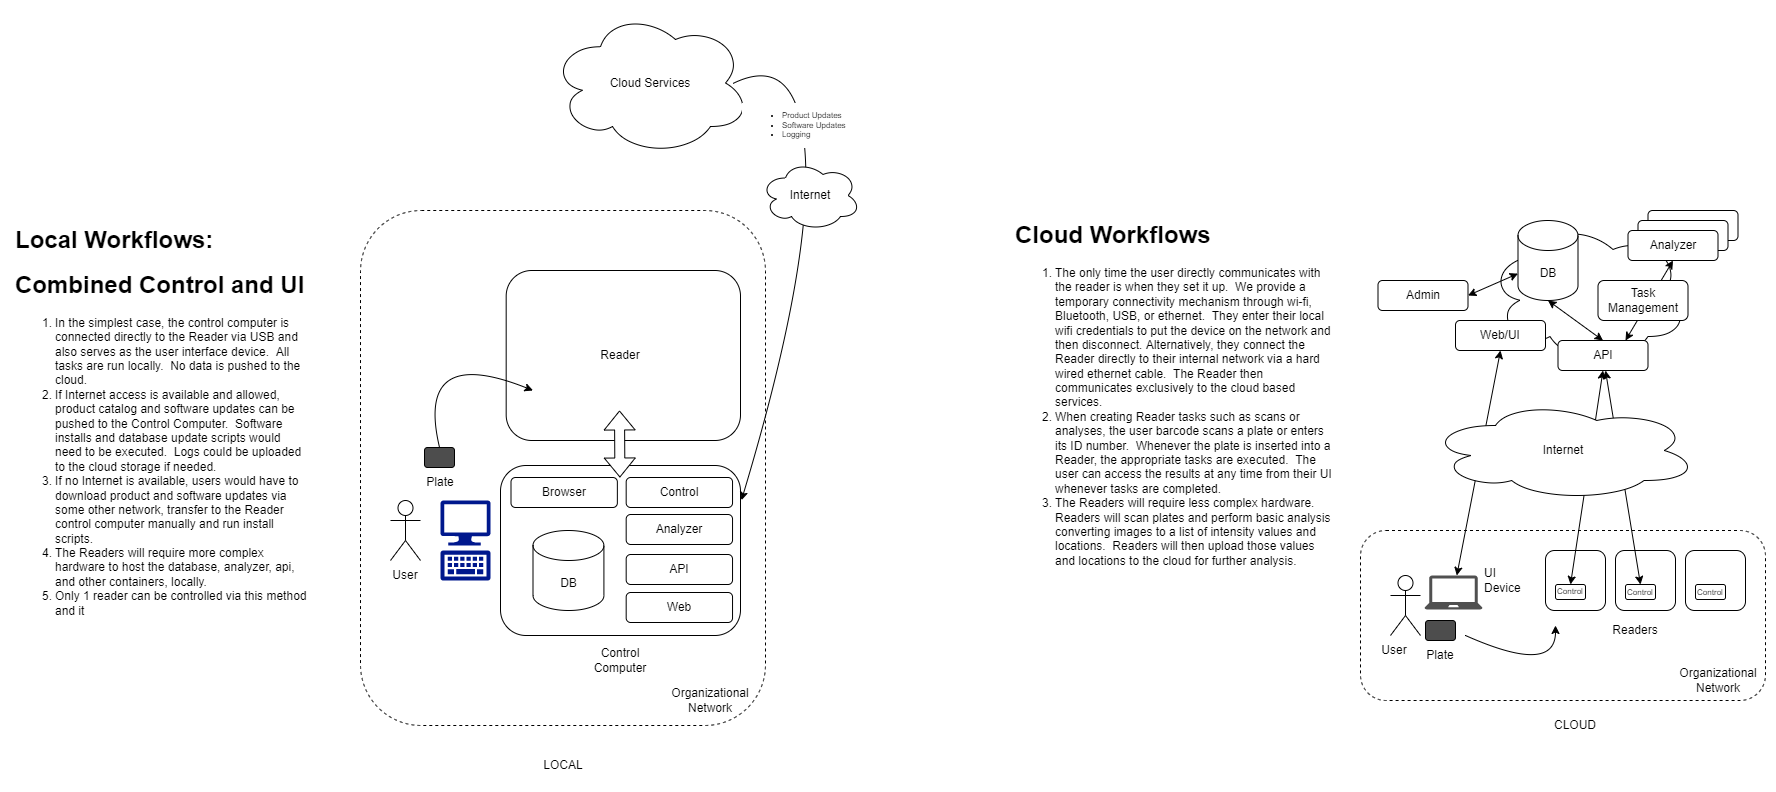 Cloud Services
• Product Updates
• Software Updates
• Logging
Internet
Local Workflows:
Combined Control and UI
1. In the simplest case, the control computer is
connected directly to the Reader via USB and
also serves as the user interface device.  All
tasks are run locally.  No data is pushed to the
cloud.
2. If Internet access is available and allowed,
product catalog and software updates can be
pushed to the Control Computer.  Software
installs and database update scripts would
need to be executed.  Logs could be uploaded
to the cloud storage if needed.
3. If no Internet is available, users would have to
download product and software updates via
some other network, transfer to the Reader
control computer manually and run install
scripts.
4. The Readers will require more complex
hardware to host the database, analyzer, api,
and other containers, locally.
5. Only 1 reader can be controlled via this method
and it
Reader
Plate
User
Browser
Control
Analyzer
DB
API
Web
Control
Computer
Organizational
Network
LOCAL
Cloud Workflows
1. The only time the user directly communicates with
the reader is when they set it up.  We provide a
temporary connectivity mechanism through wi-fi,
Bluetooth, USB, or ethernet.  They enter their local
wifi credentials to put the device on the network and
then disconnect. Alternatively, they connect the
Reader directly to their internal network via a hard
wired ethernet cable.  The Reader then
communicates exclusively to the cloud based
services.
2. When creating Reader tasks such as scans or
analyses, the user barcode scans a plate or enters
its ID number.  Whenever the plate is inserted into a
Reader, the appropriate tasks are executed.  The
user can access the results at any time from their UI
whenever tasks are completed.
3. The Readers will require less complex hardware.
Readers will scan plates and perform basic analysis
converting images to a list of intensity values and
locations.  Readers will then upload those values
and locations to the cloud for further analysis.
Analyzer
DB
Admin
Task
Management
Web/UI
API
Internet
UI
Device
Control
Control
Control
Readers
User
Plate
Organizational
Network
CLOUD